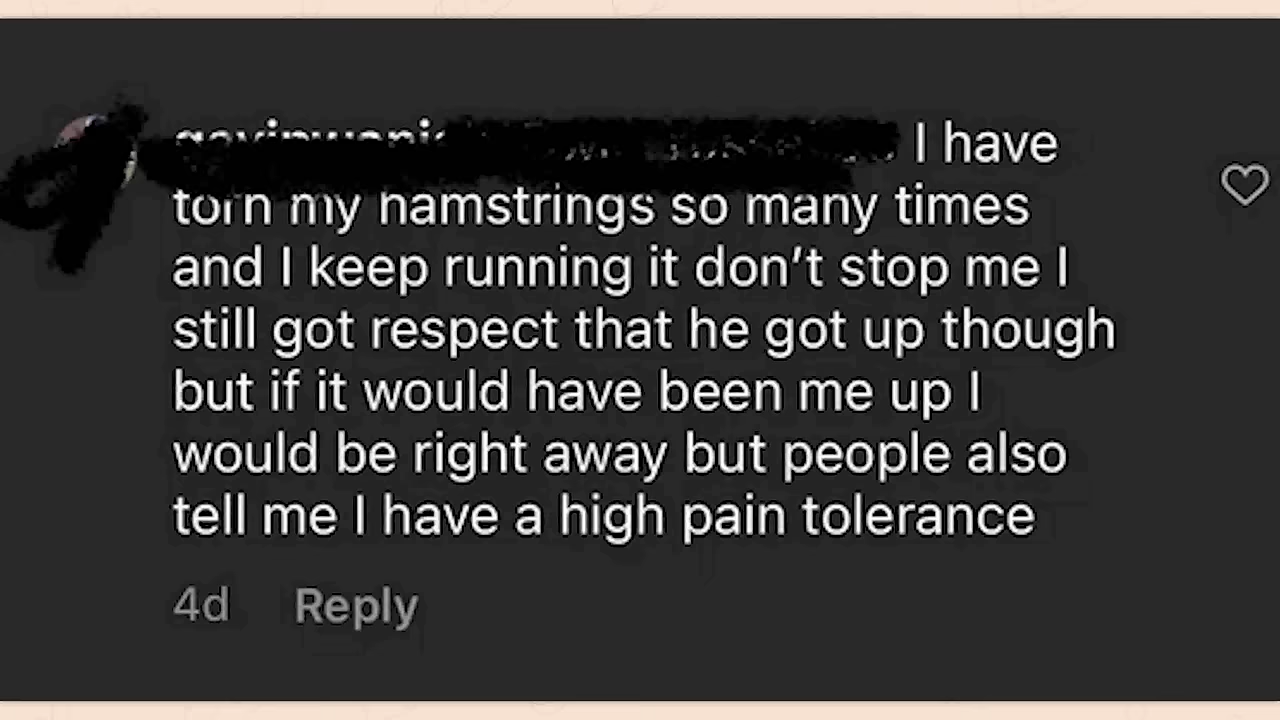 I have
torn my hamstrings so many times
and I keep running it don’t stop me I
still got respect that he got up though
but if it would have been me up I
would be right away but people also
tell me I have a high pain tolerance
4d Reply